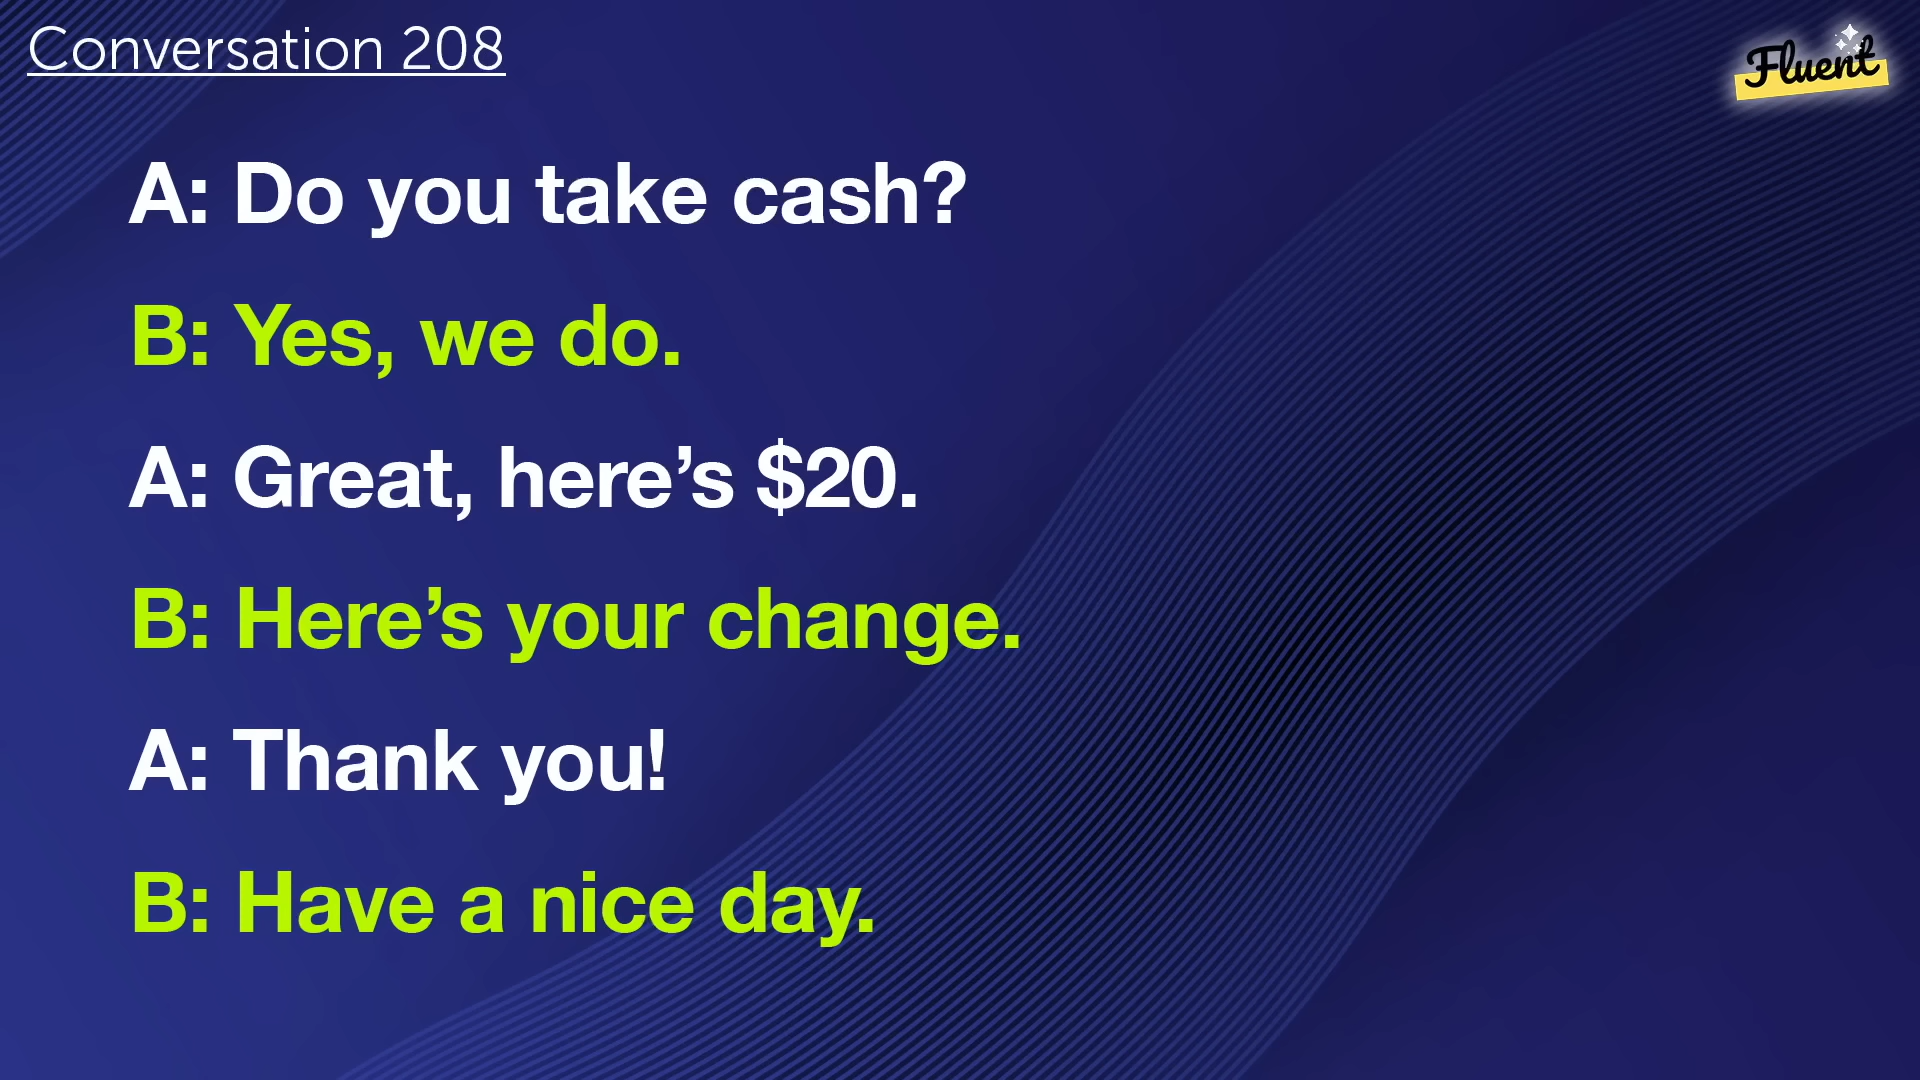 Conversation 208
Fluent
A: Do you take cash?
B: Yes, we do.
A: Great, here’s $20.
B: Here’s your change.
A: Thank you!
B: Have a nice day.